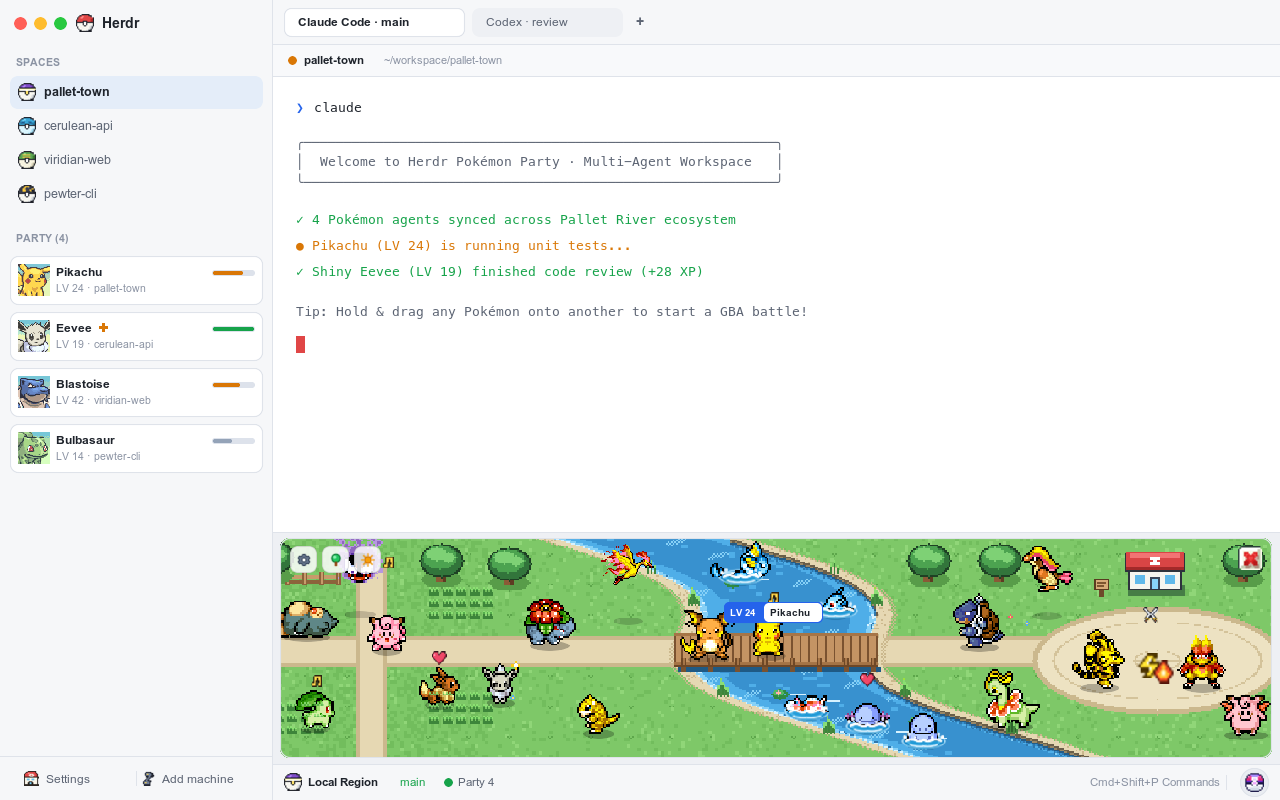 Herdr
SPACES
pallet-town
cerulean-api
viridian-web
pewter-cli
PARTY (4)
Pikachu
LV 24 · pallet-town
Eevee
LV 19 · cerulean-api
Blastoise
LV 42 · viridian-web
Bulbasaur
LV 14 · pewter-cli
Settings
Add machine
Claude Code · main
Codex · review
+
pallet-town ~/workspace/pallet-town
❯ claude
Welcome to Herdr Pokémon Party · Multi-Agent Workspace
✓ 4 Pokémon agents synced across Pallet River ecosystem
● Pikachu (LV 24) is running unit tests...
✓ Shiny Eevee (LV 19) finished code review (+28 XP)
Tip: Hold & drag any Pokémon onto another to start a GBA battle!
LV 24 Pikachu
Local Region main Party 4
Cmd+Shift+P Commands